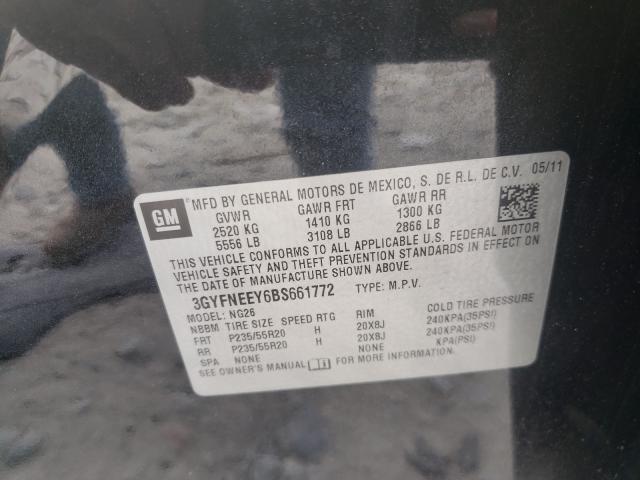 GM
MFD BY GENERAL MOTORS DE MEXICO, S. DE R.L. DE C.V. 05/11
GVWR GAWR FRT GAWR RR
2520 KG 1410 KG 1300 KG
5556 LB 3108 LB 2866 LB
THIS VEHICLE CONFORMS TO ALL APPLICABLE U.S. FEDERAL MOTOR
VEHICLE SAFETY AND THEFT PREVENTION STANDARDS IN EFFECT ON
THE DATE OF MANUFACTURE SHOWN ABOVE.
3GYFNEEY6BS661772 TYPE: M.P.V.
MODEL: NG26
NBBM TIRE SIZE SPEED RTG RIM COLD TIRE PRESSURE
FRT P235/55R20 H 20X8J 240KPA(35PSI)
RR P235/55R20 H 20X8J 240KPA(35PSI)
SPA NONE NONE KPA(PSI)
SEE OWNER'S MANUAL FOR MORE INFORMATION.